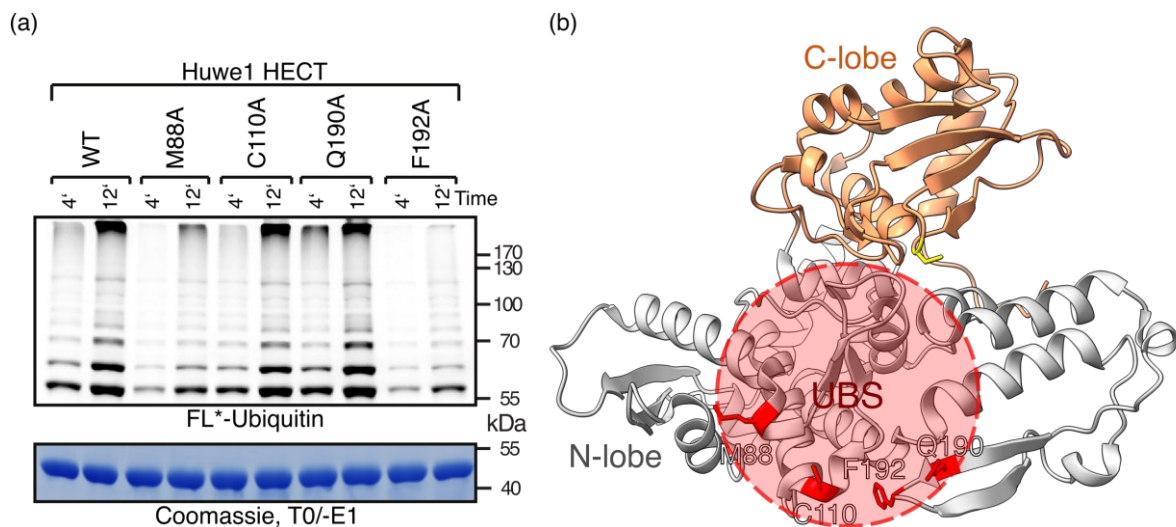 (a)
Huwe1 HECT
WT
M88A
C110A
Q190A
F192A
4‘ 12‘ 4‘ 12‘ 4‘ 12‘ 4‘ 12‘ 4‘ 12‘ Time
170
130
100
70
55
FL*-Ubiquitin
kDa
55
40
Coomassie, T0/-E1
(b)
C-lobe
UBS
N-lobe
M88
Q190
F192
C110